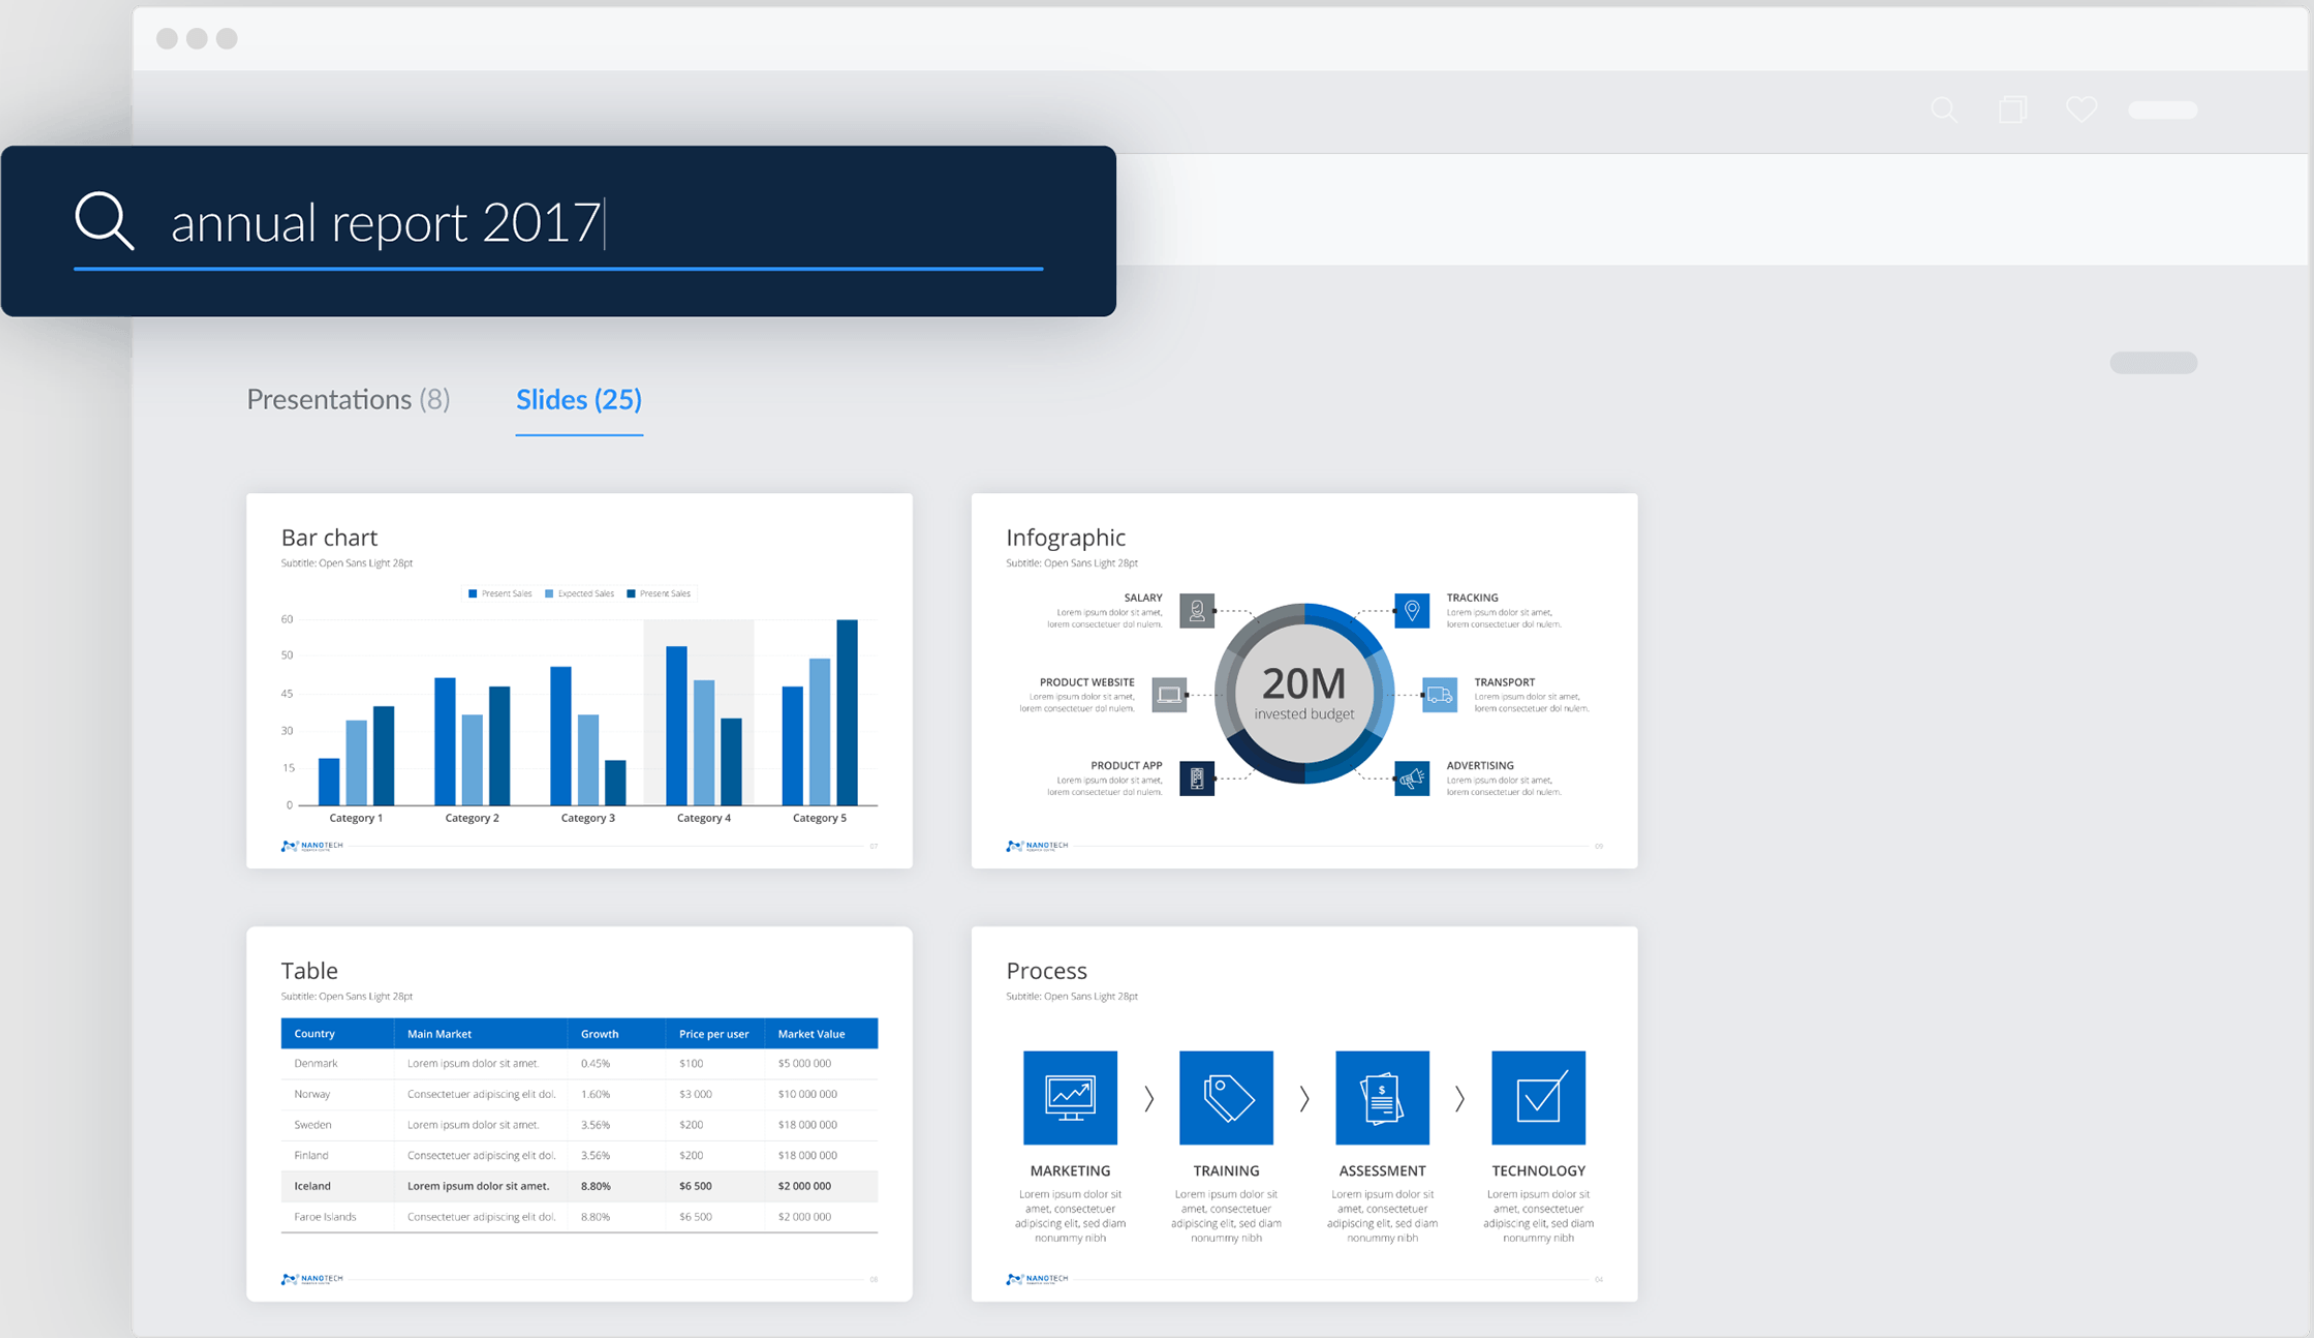 annual report 2017
Presentations (8)
Slides (25)
Bar chart
Subtitle: Open Sans Light 28pt
Present Sales Expected Sales Present Sales
60
50
45
30
15
0
Category 1 Category 2 Category 3 Category 4 Category 5
NANOTECH
07
Infographic
Subtitle: Open Sans Light 28pt
SALARY
Lorem ipsum dolor sit amet,
lorem consectetuer dol nulem.
PRODUCT WEBSITE
Lorem ipsum dolor sit amet,
lorem consectetuer dol nulem.
PRODUCT APP
Lorem ipsum dolor sit amet,
lorem consectetuer dol nulem.
20M
invested budget
TRACKING
Lorem ipsum dolor sit amet,
lorem consectetuer dol nulem.
TRANSPORT
Lorem ipsum dolor sit amet,
lorem consectetuer dol nulem.
ADVERTISING
Lorem ipsum dolor sit amet,
lorem consectetuer dol nulem.
NANOTECH
Table
Subtitle: Open Sans Light 28pt
Country Main Market Growth Price per user Market Value
Denmark Lorem ipsum dolor sit amet. 0.45% $100 $5 000 000
Norway Consectetuer adipiscing elit dol. 1.60% $3 000 $10 000 000
Sweden Lorem ipsum dolor sit amet. 3.56% $200 $18 000 000
Finland Consectetuer adipiscing elit dol. 3.56% $200 $18 000 000
Iceland Lorem ipsum dolor sit amet. 8.80% $6 500 $2 000 000
Faroe Islands Consectetuer adipiscing elit dol. 8.80% $6 500 $2 000 000
NANOTECH
Process
Subtitle: Open Sans Light 28pt
$
MARKETING
Lorem ipsum dolor sit
amet, consectetuer
adipiscing elit, sed diam
nonummy nibh
TRAINING
Lorem ipsum dolor sit
amet, consectetuer
adipiscing elit, sed diam
nonummy nibh
ASSESSMENT
Lorem ipsum dolor sit
amet, consectetuer
adipiscing elit, sed diam
nonummy nibh
TECHNOLOGY
Lorem ipsum dolor sit
amet, consectetuer
adipiscing elit, sed diam
nonummy nibh
NANOTECH
04